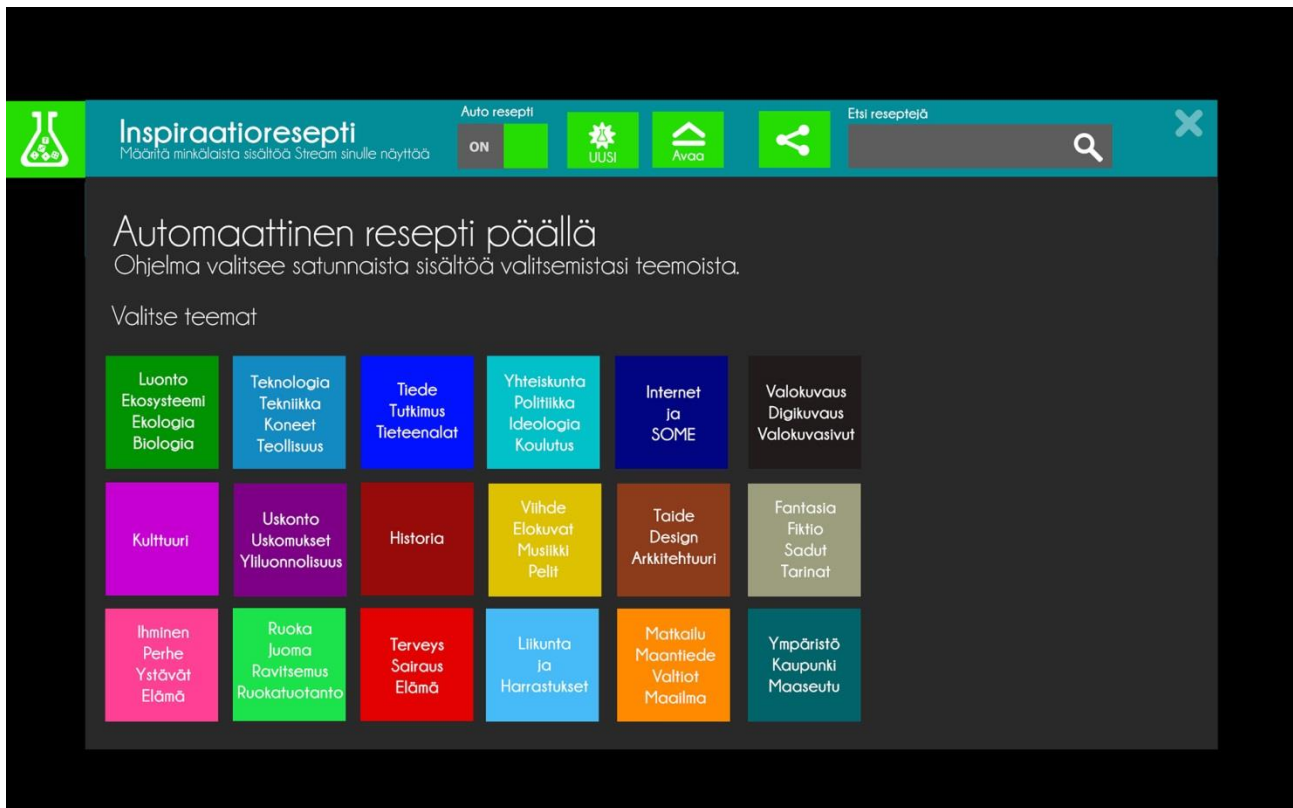 Inspiraatioresepti
Määritä minkälaista sisältöä Stream sinulle näyttää
Auto resepti
ON
UUSI
Avaa
Etsi reseptejä
Automaattinen resepti päällä
Ohjelma valitsee satunnaista sisältöä valitsemistasi teemoista.
Valitse teemat
Luonto
Ekosysteemi
Ekologia
Biologia
Teknologia
Tekniikka
Koneet
Teollisuus
Tiede
Tutkimus
Tieteenalat
Yhteiskunta
Politiikka
Ideologia
Koulutus
Internet
ja
SOME
Valokuvaus
Digikuvaus
Valokuvasivut
Kulttuuri
Uskonto
Uskomukset
Yliluonnolisuus
Historia
Viihde
Elokuvat
Musiikki
Pelit
Taide
Design
Arkkitehtuuri
Fantasia
Fiktio
Sadut
Tarinat
Ihminen
Perhe
Ystävät
Elämä
Ruoka
Juoma
Ravitsemus
Ruokatuotanto
Terveys
Sairaus
Elämä
Liikunta
ja
Harrastukset
Matkailu
Maantiede
Valtiot
Maailma
Ympäristö
Kaupunki
Maaseutu